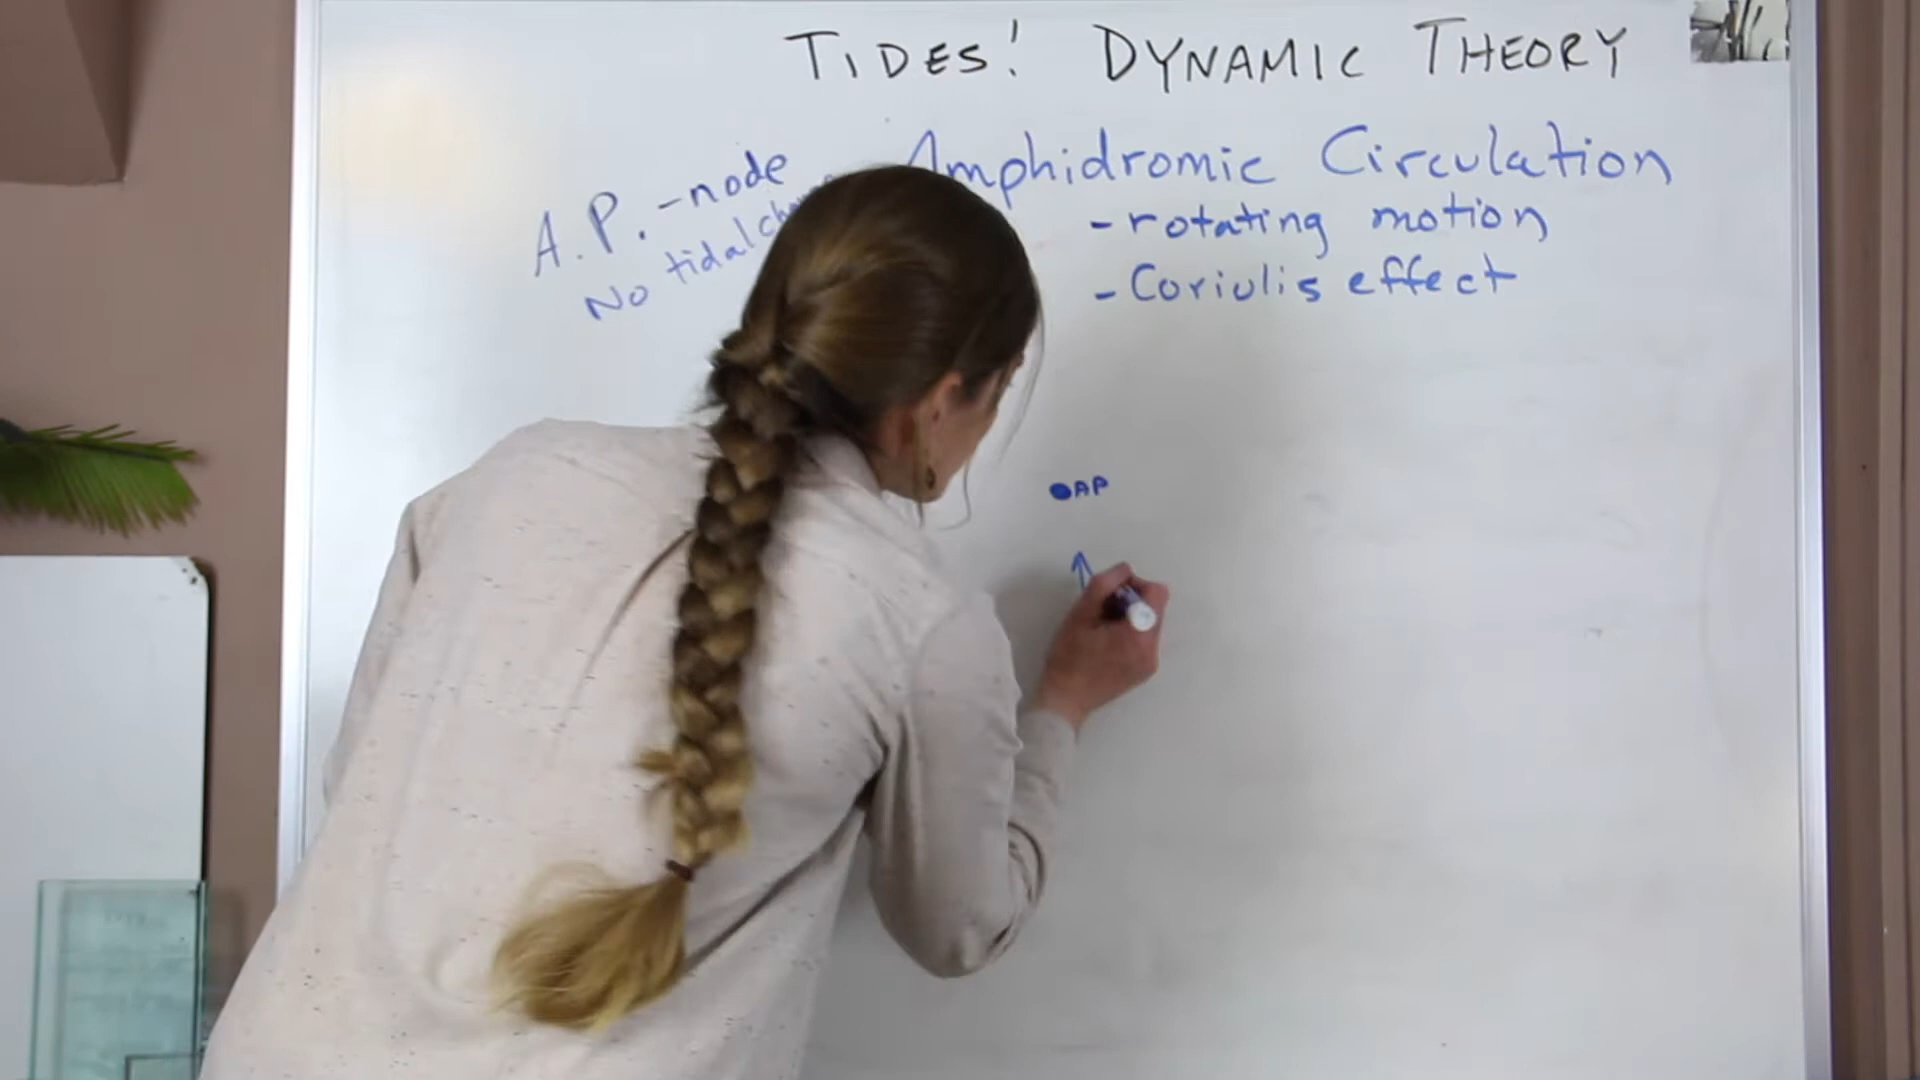 TIDES! DYNAMIC THEORY
Amphidromic Circulation
- rotating motion
- Coriolis effect
A.P. - node
No tidal
AP